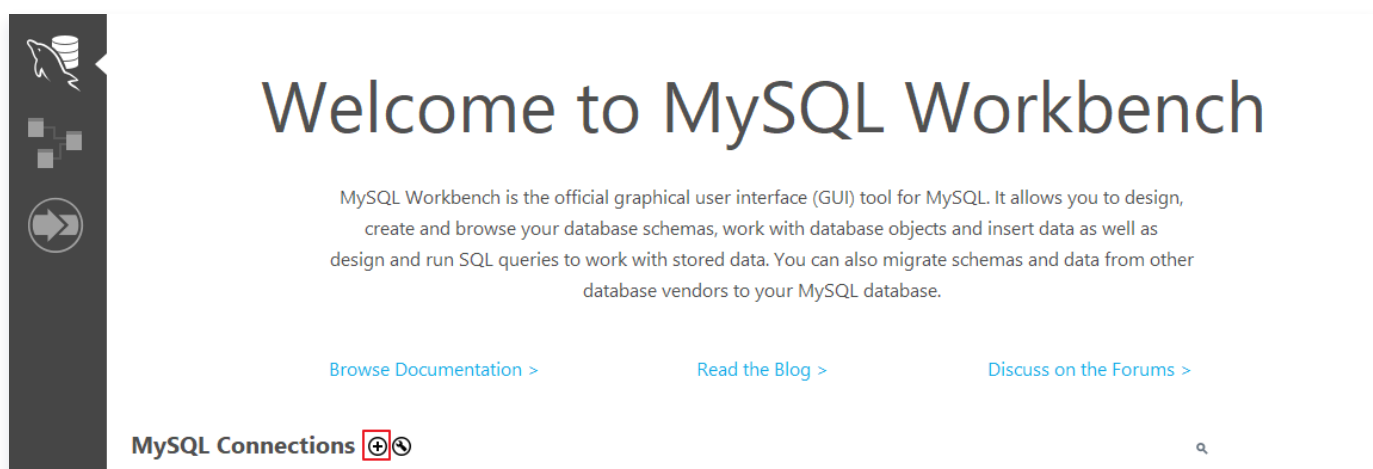 Welcome to MySQL Workbench
MySQL Workbench is the official graphical user interface (GUI) tool for MySQL. It allows you to design,
create and browse your database schemas, work with database objects and insert data as well as
design and run SQL queries to work with stored data. You can also migrate schemas and data from other
database vendors to your MySQL database.
Browse Documentation >
Read the Blog >
Discuss on the Forums >
MySQL Connections